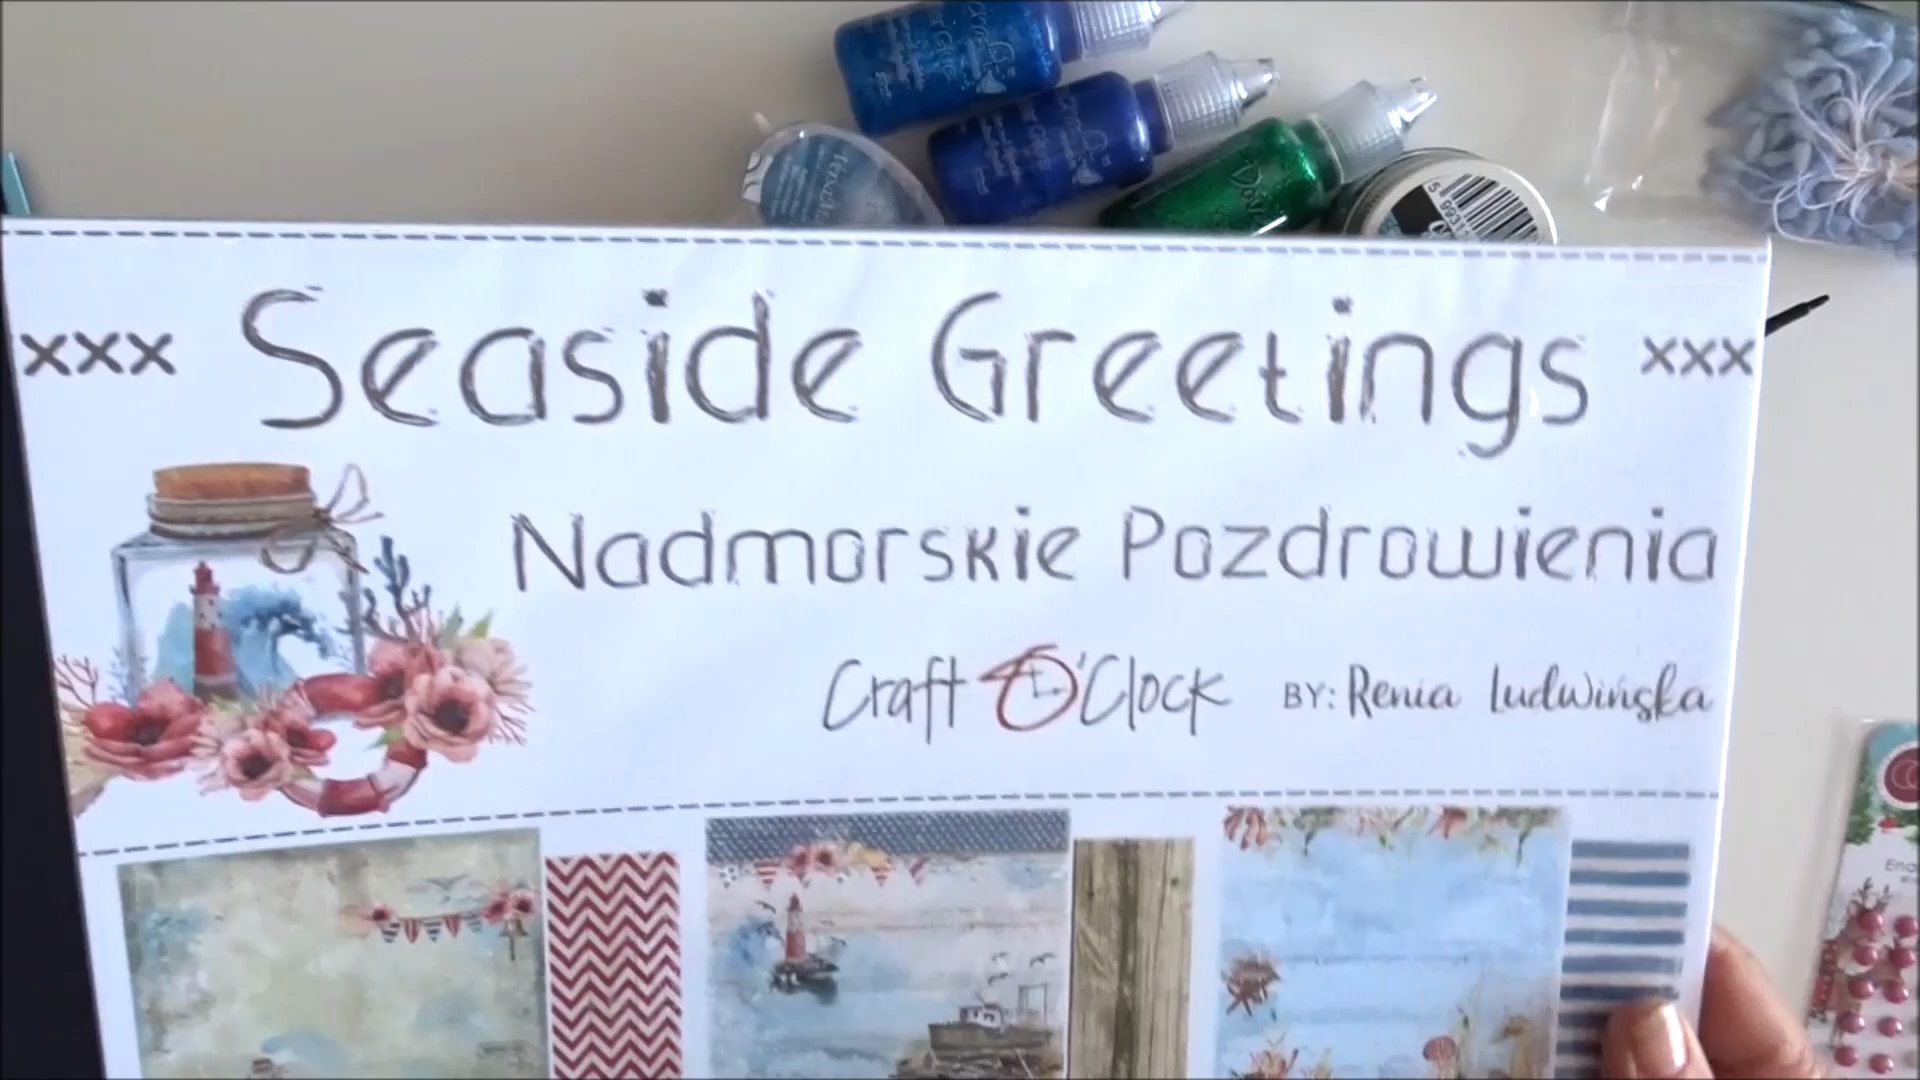 xxx Seaside Greetings xxx
Nadmorskie Pozdrowienia
Craft O'Clock BY: Renia Ludwińska